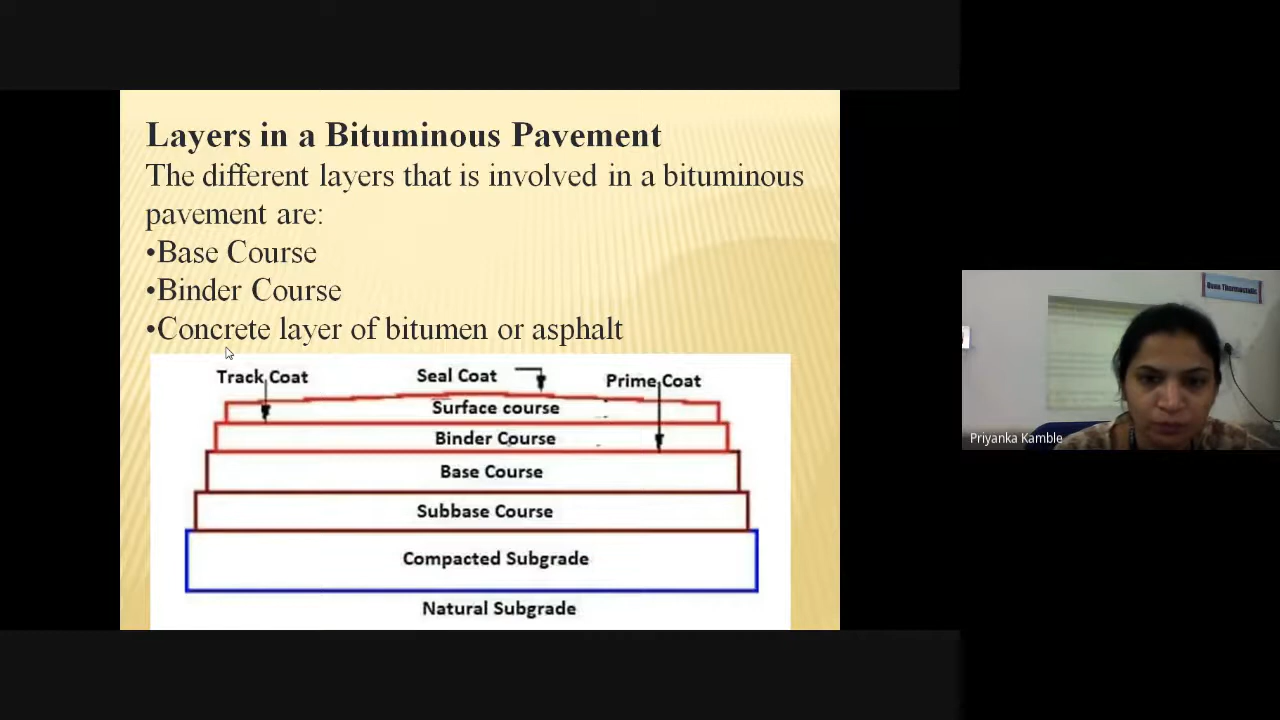 Layers in a Bituminous Pavement
The different layers that is involved in a bituminous
pavement are:
•Base Course
•Binder Course
•Concrete layer of bitumen or asphalt
Track Coat
Seal Coat
Prime Coat
Surface course
Binder Course
Base Course
Subbase Course
Compacted Subgrade
Natural Subgrade
Priyanka Kamble